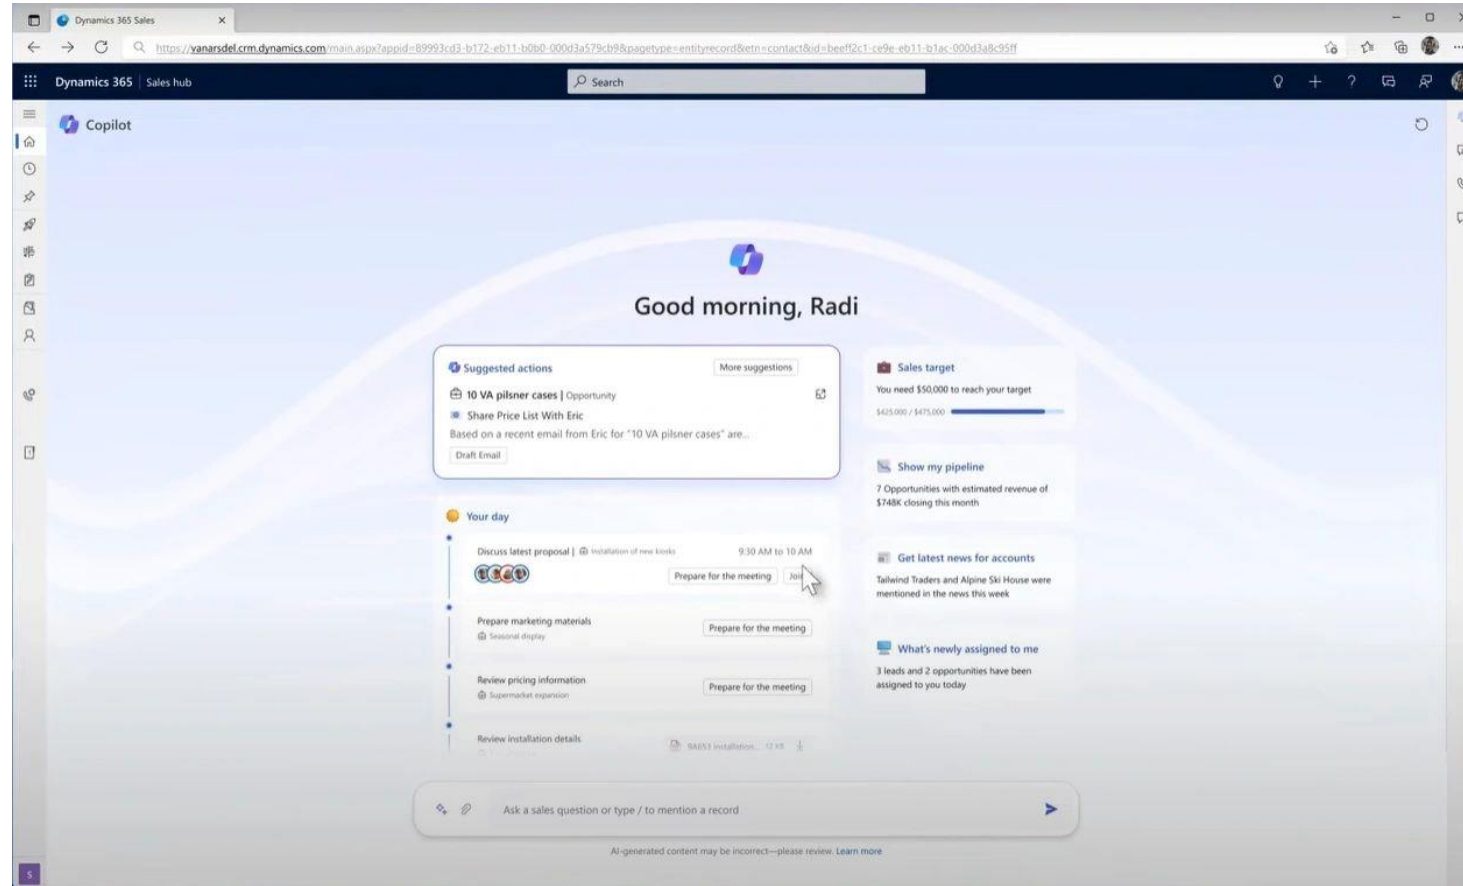 Dynamics 365 Sales
https://vanarsdel.crm.dynamics.com/main.aspx?appid=89993cd3-b172-eb11-b0b0-000d3a579cb9&pagetype=entityrecord&etn=contact&id=beeff2c1-ce9e-eb11-b1ac-000d3a8c95ff
Dynamics 365 Sales hub
Search
Copilot
Good morning, Radi
Suggested actions
More suggestions
10 VA pilsner cases | Opportunity
Share Price List With Eric
Based on a recent email from Eric for "10 VA pilsner cases" are...
Draft Email
Sales target
You need $50,000 to reach your target
$425,000 / $475,000
Show my pipeline
7 Opportunities with estimated revenue of
$748K closing this month
Get latest news for accounts
Tailwind Traders and Alpine Ski House were
mentioned in the news this week
What's newly assigned to me
3 leads and 2 opportunities have been
assigned to you today
Your day
Discuss latest proposal | Installation of new kiosks
9:30 AM to 10 AM
Prepare for the meeting
Prepare marketing materials
Seasonal display
Prepare for the meeting
Review pricing information
Supermarket expansion
Prepare for the meeting
Review installation details
Ask a sales question or type / to mention a record
AI-generated content may be incorrect—please review. Learn more
S